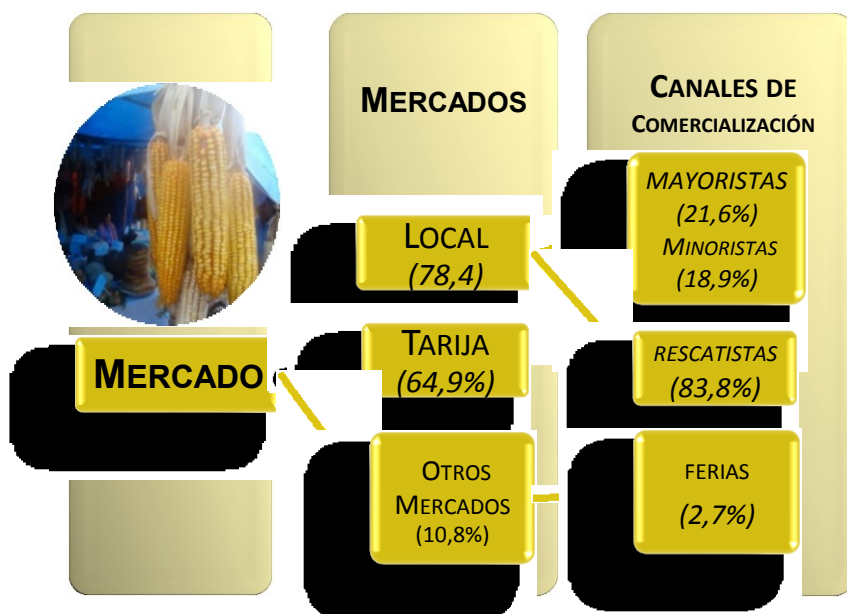 MERCADO
MERCADOS
LOCAL
(78,4)
TARIJA
(64,9%)
OTROS
MERCADOS
(10,8%)
CANALES DE
COMERCIALIZACIÓN
MAYORISTAS
(21,6%)
MINORISTAS
(18,9%)
RESCATISTAS
(83,8%)
FERIAS
(2,7%)